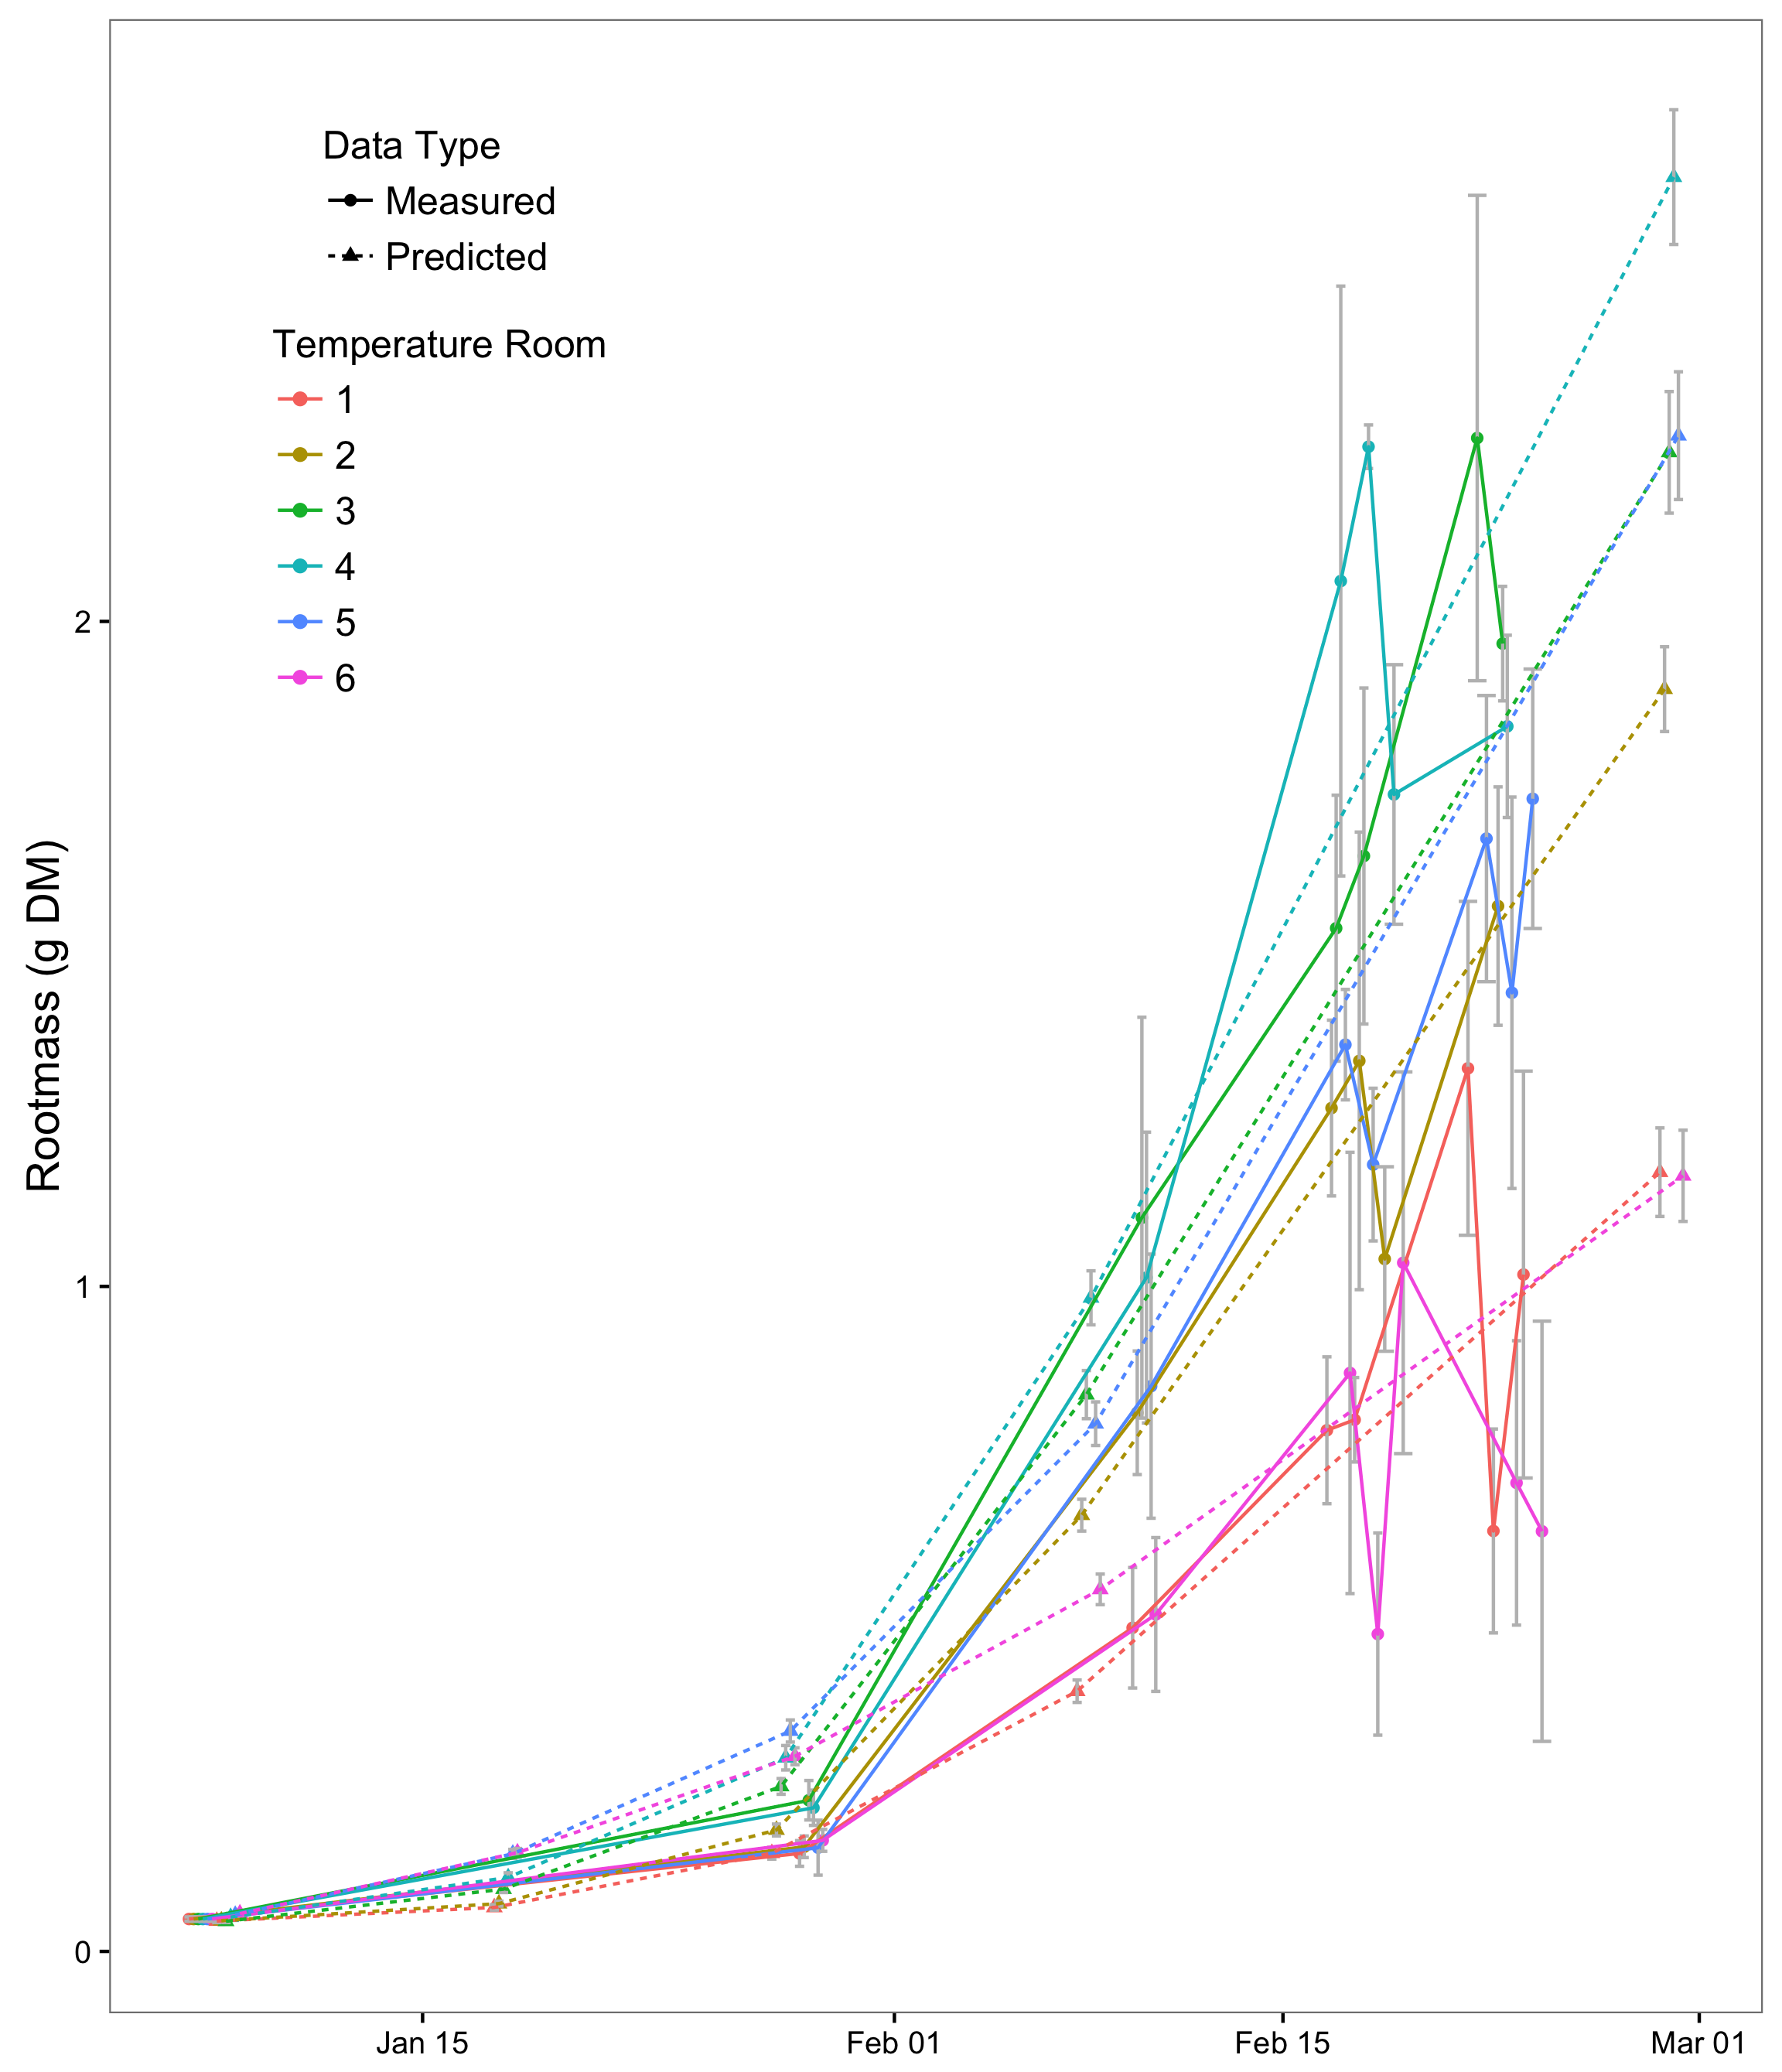 Data Type
Measured
Predicted
Temperature Room
1
2
3
4
5
6
Rootmass (g DM)
2
1
0
Jan 15
Feb 01
Feb 15
Mar 01